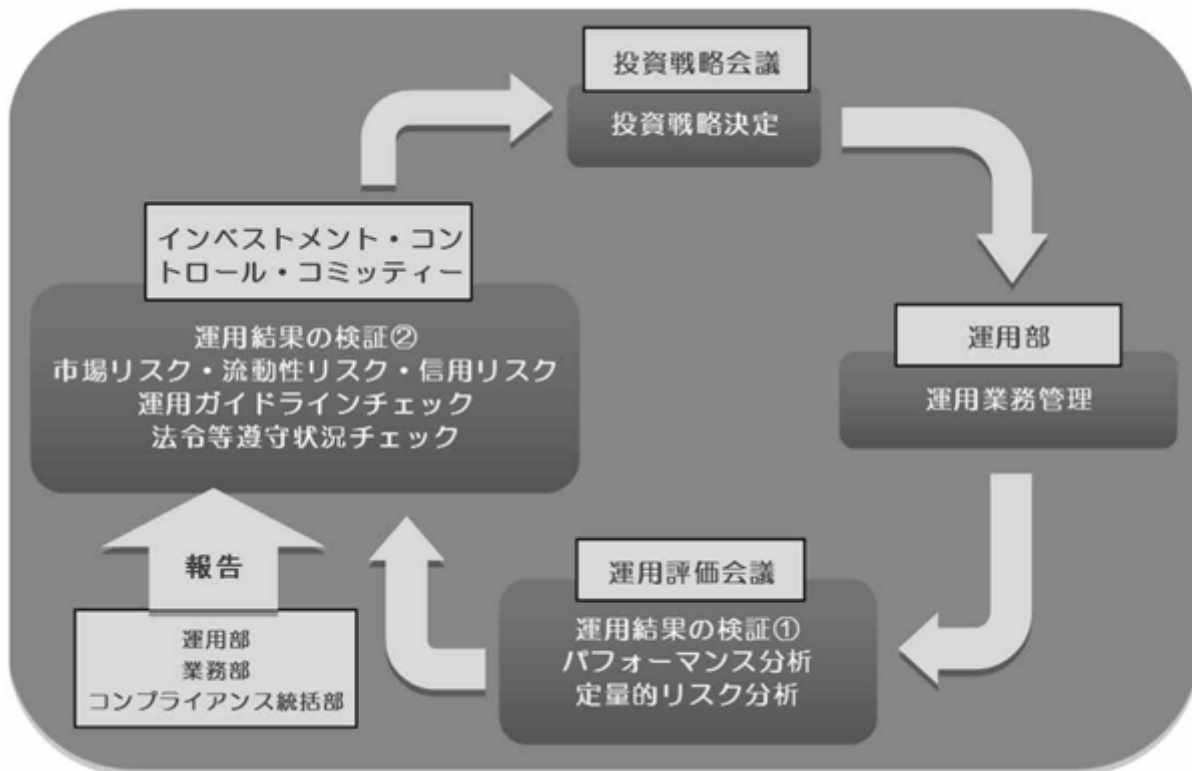 投資戦略会議
投資戦略決定
運用部
運用業務管理
運用評価会議
運用結果の検証①
パフォーマンス分析
定量的リスク分析
インベストメント・コン
トロール・コミッティー
運用結果の検証②
市場リスク・流動性リスク・信用リスク
運用ガイドラインチェック
法令等遵守状況チェック
報告
運用部
業務部
コンプライアンス統括部